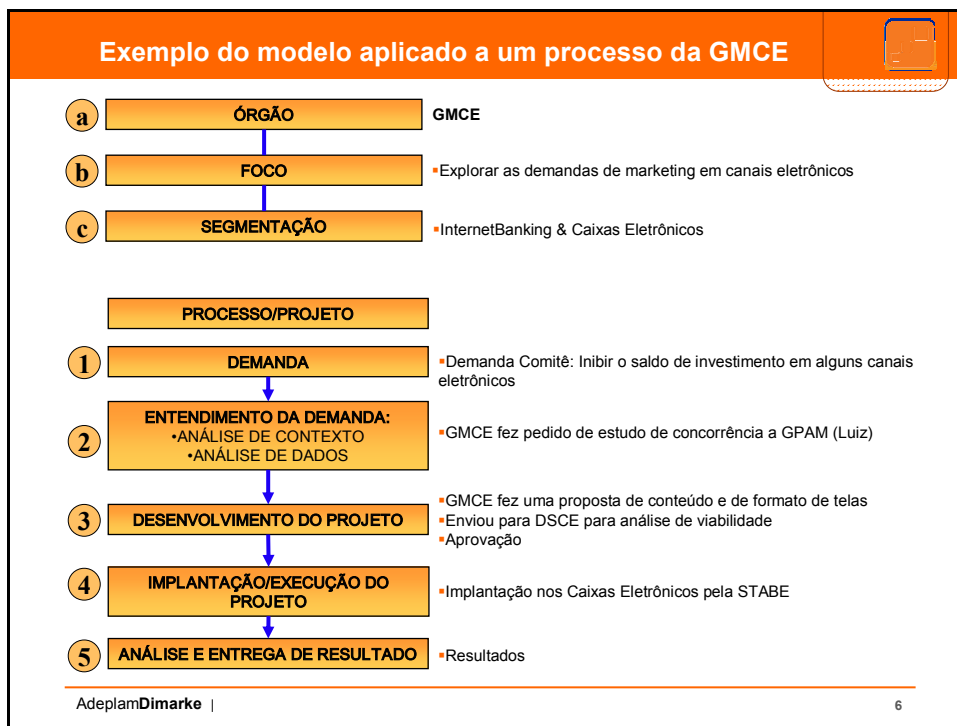 Exemplo do modelo aplicado a um processo da GMCE
a
ÓRGÃO
GMCE
b
FOCO
▪Explorar as demandas de marketing em canais eletrônicos
c
SEGMENTAÇÃO
▪InternetBanking & Caixas Eletrônicos
PROCESSO/PROJETO
1
DEMANDA
▪Demanda Comitê: Inibir o saldo de investimento em alguns canais
eletrônicos
2
ENTENDIMENTO DA DEMANDA:
•ANÁLISE DE CONTEXTO
•ANÁLISE DE DADOS
▪GMCE fez pedido de estudo de concorrência a GPAM (Luiz)
3
DESENVOLVIMENTO DO PROJETO
▪GMCE fez uma proposta de conteúdo e de formato de telas
▪Enviou para DSCE para análise de viabilidade
▪Aprovação
4
IMPLANTAÇÃO/EXECUÇÃO DO
PROJETO
▪Implantação nos Caixas Eletrônicos pela STABE
5
ANÁLISE E ENTREGA DE RESULTADO
▪Resultados
AdeplamDimarke |
6